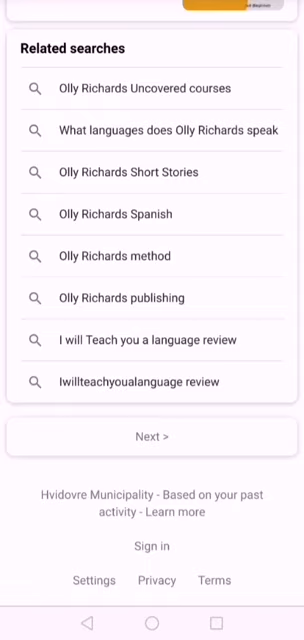 Related searches
Olly Richards Uncovered courses
What languages does Olly Richards speak
Olly Richards Short Stories
Olly Richards Spanish
Olly Richards method
Olly Richards publishing
I will Teach you a language review
Iwillteachyoualanguage review
Next >
Hvidovre Municipality - Based on your past
activity - Learn more
Sign in
Settings Privacy Terms